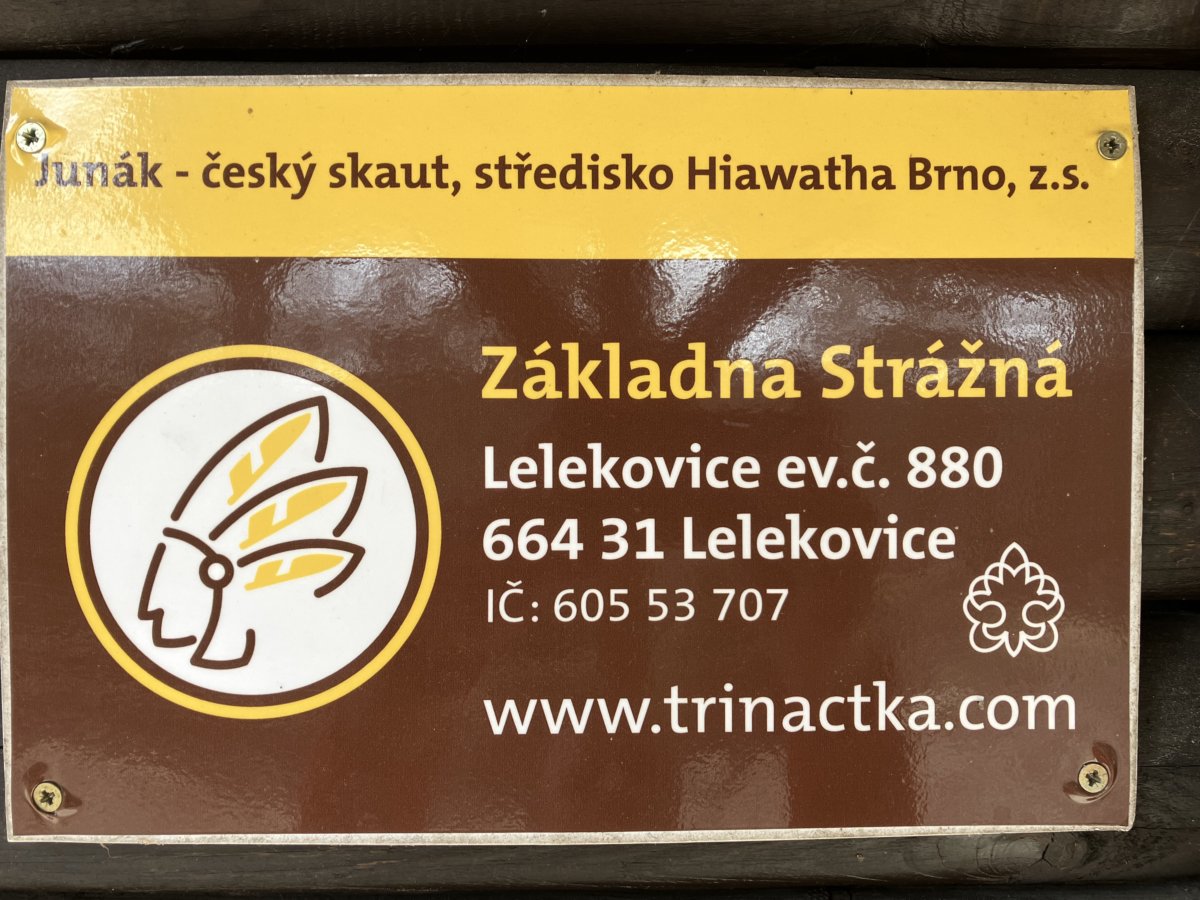 Junák - český skaut, středisko Hiawatha Brno, z.s.
Základna Strážná
Lelekovice ev.č. 880
664 31 Lelekovice
IČ: 605 53 707
www.trinactka.com